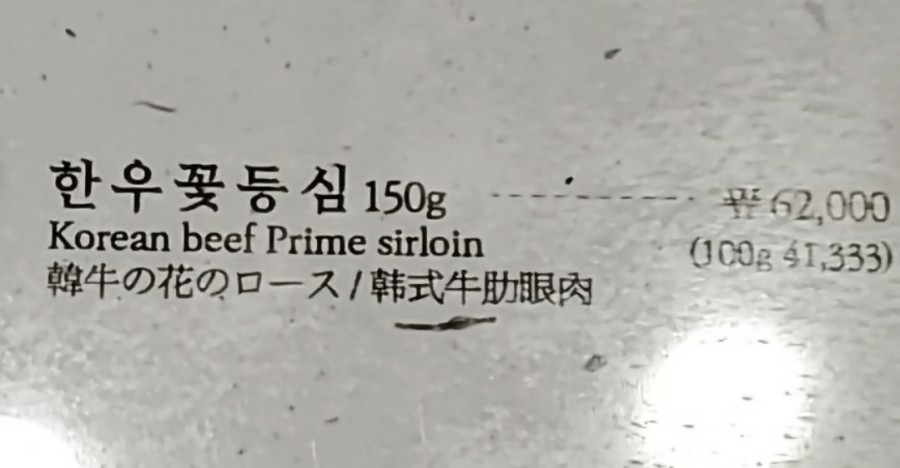 한우꽃등심 150g ------------- ₩62,000
Korean beef Prime sirloin (100g 41,333)
韓牛の花のロース / 韩式牛肋眼肉